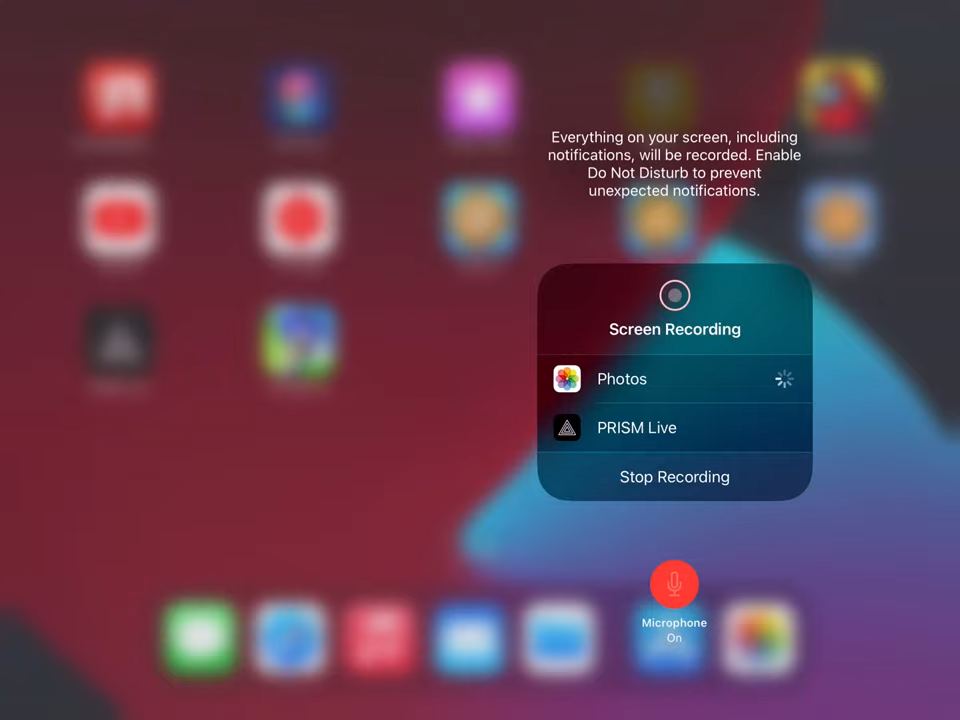 Everything on your screen, including
notifications, will be recorded. Enable
Do Not Disturb to prevent
unexpected notifications.
Screen Recording
Photos
PRISM Live
Stop Recording
Microphone
On